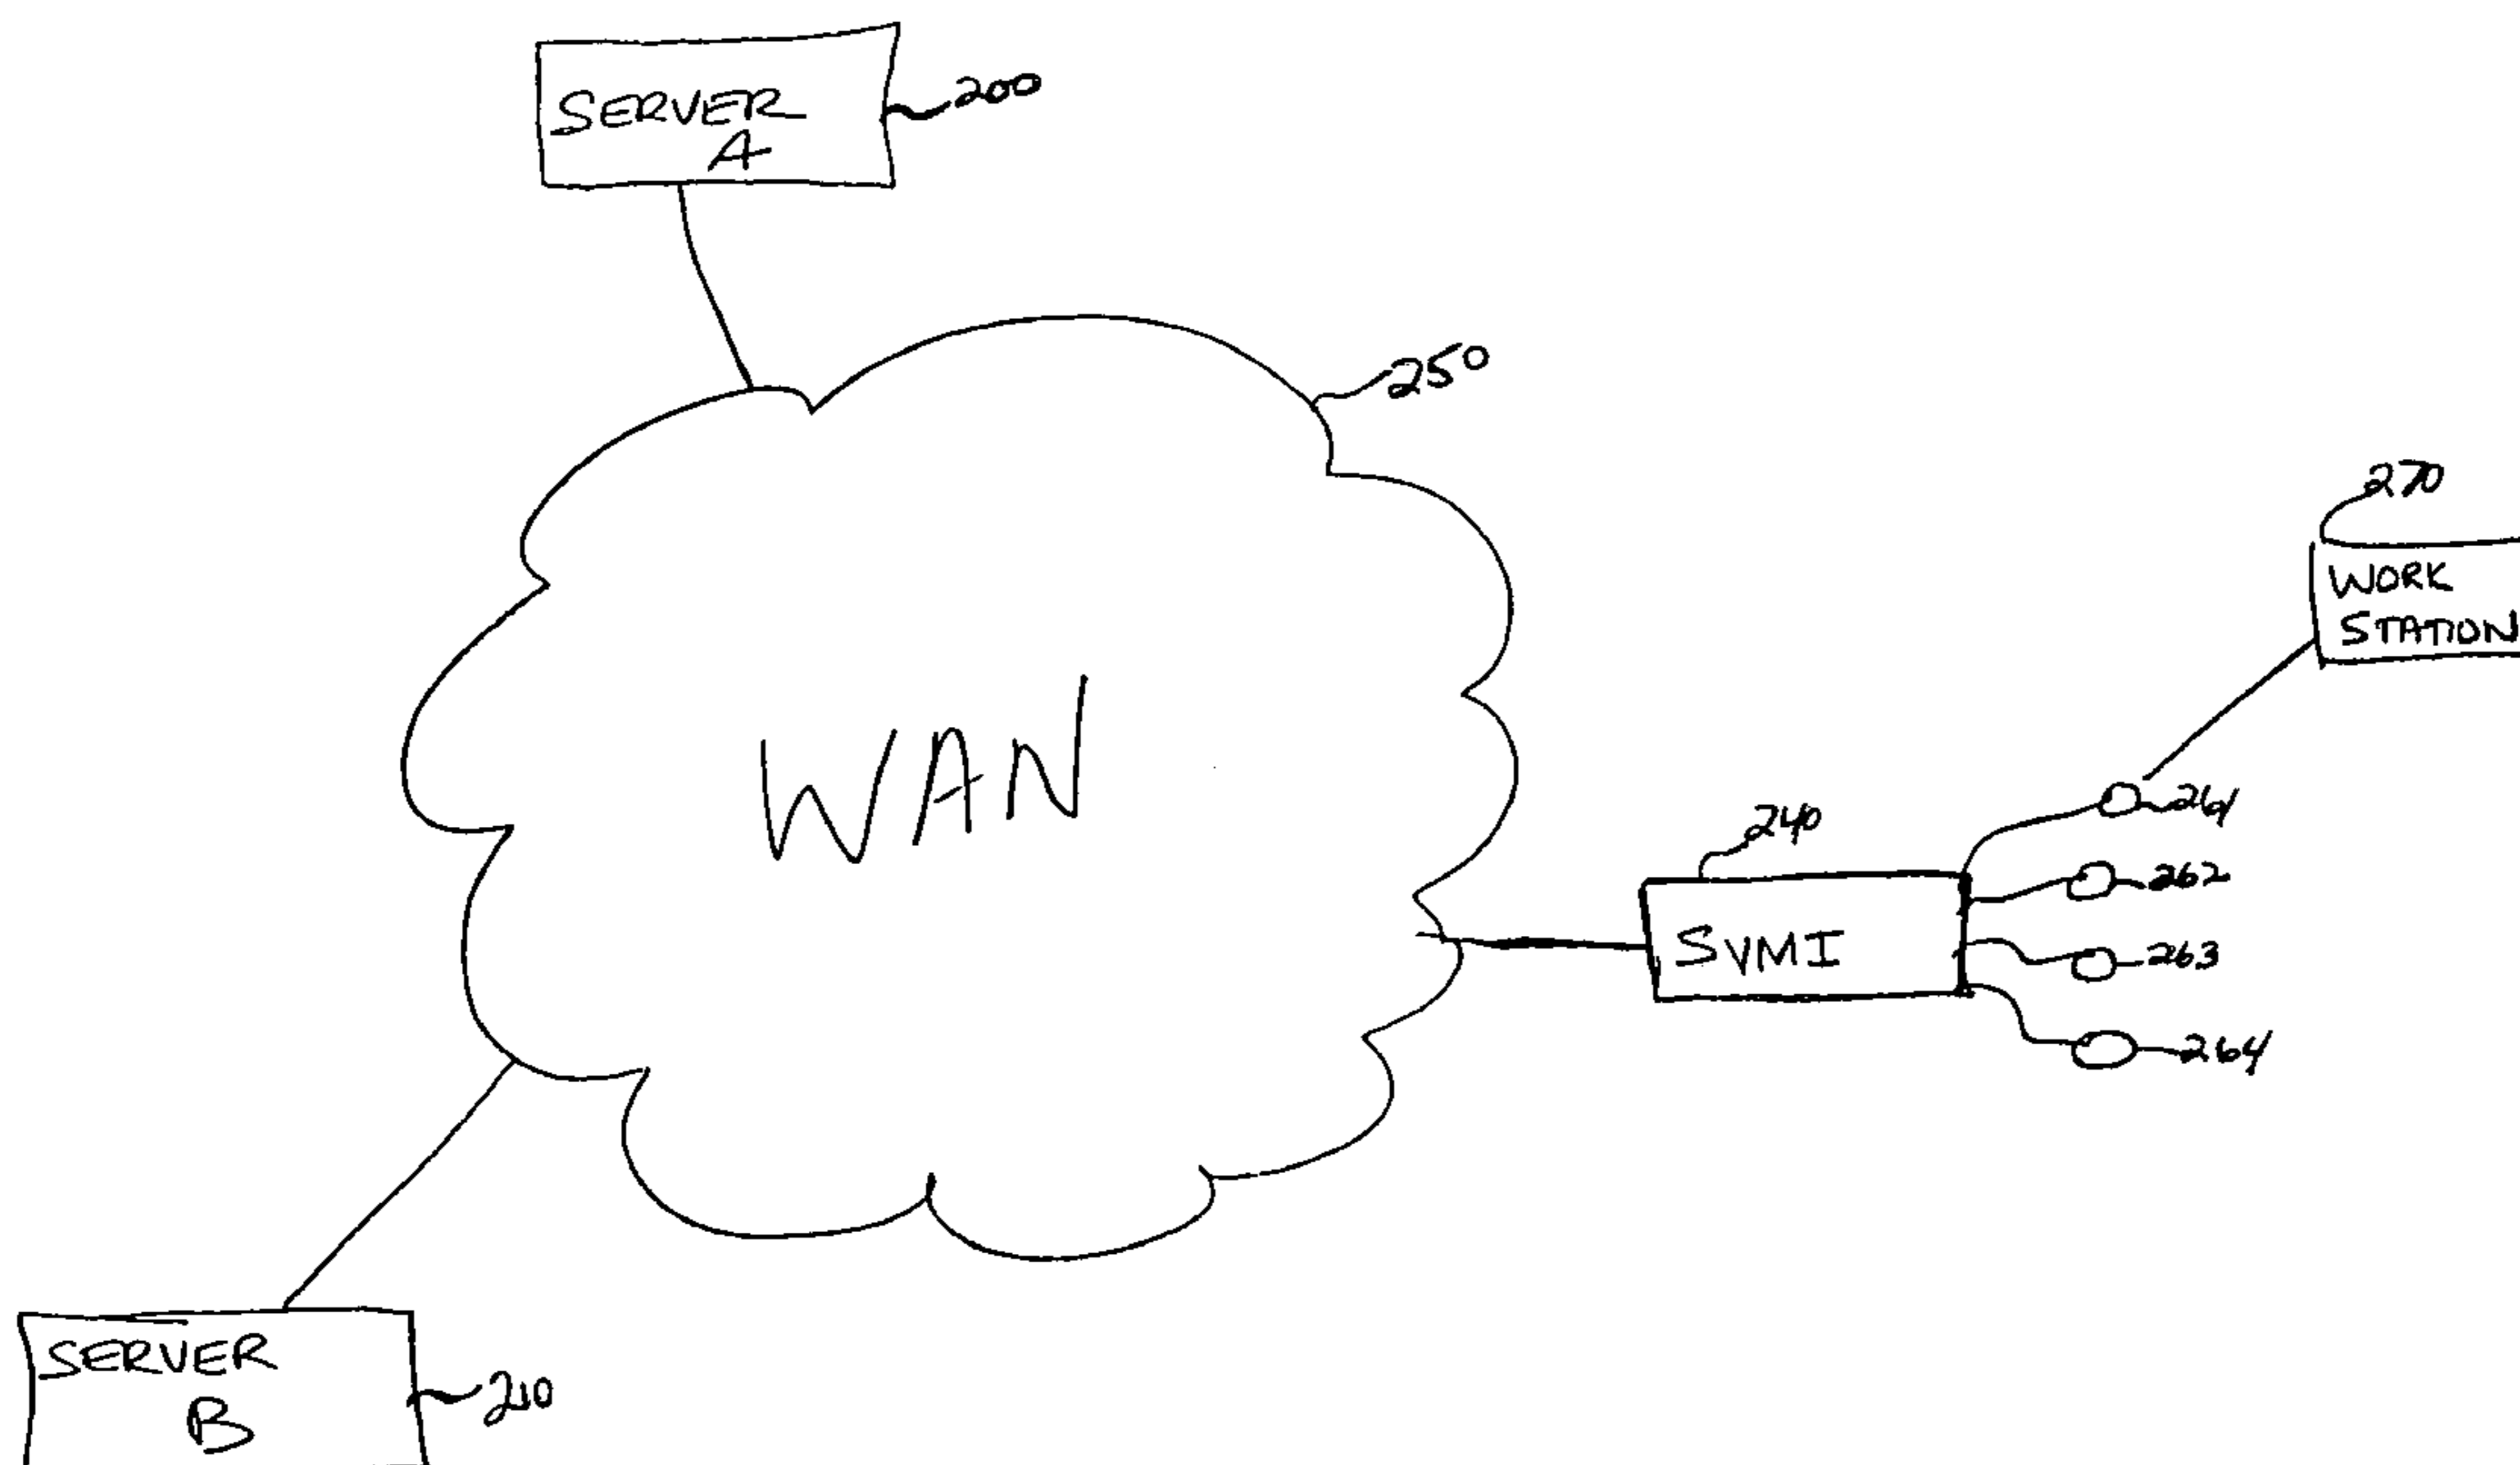 SERVER
A
200
250
270
WORK
STATION
WAN
240
261
262
SVMI
263
264
SERVER
B
210